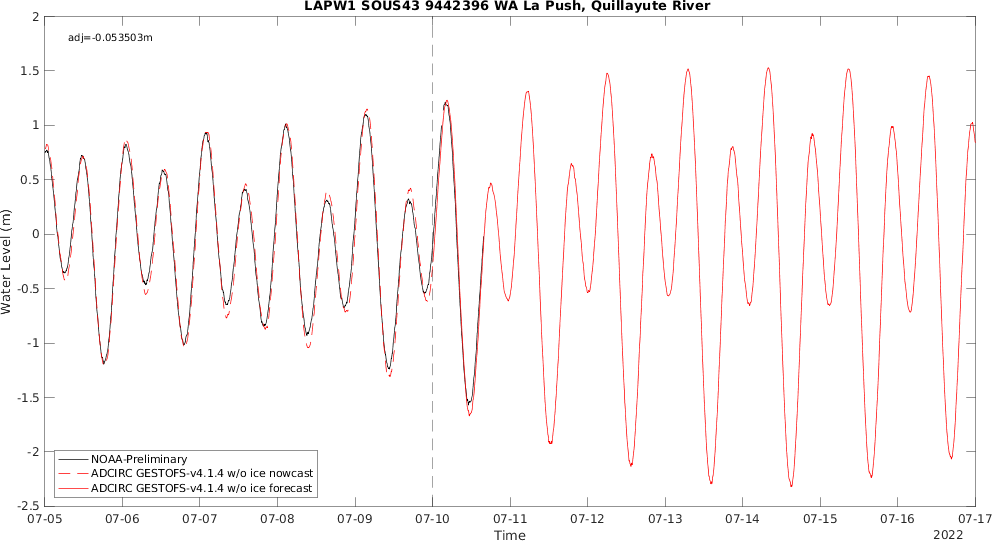 LAPW1 SOUS43 9442396 WA La Push, Quillayute River
adj=-0.053503m
2
1.5
1
0.5
0
-0.5
-1
-1.5
-2
-2.5
Water Level (m)
NOAA-Preliminary
ADCIRC GESTOFS-v4.1.4 w/o ice nowcast
ADCIRC GESTOFS-v4.1.4 w/o ice forecast
07-05 07-06 07-07 07-08 07-09 07-10 07-11 07-12 07-13 07-14 07-15 07-16 07-17
Time
2022